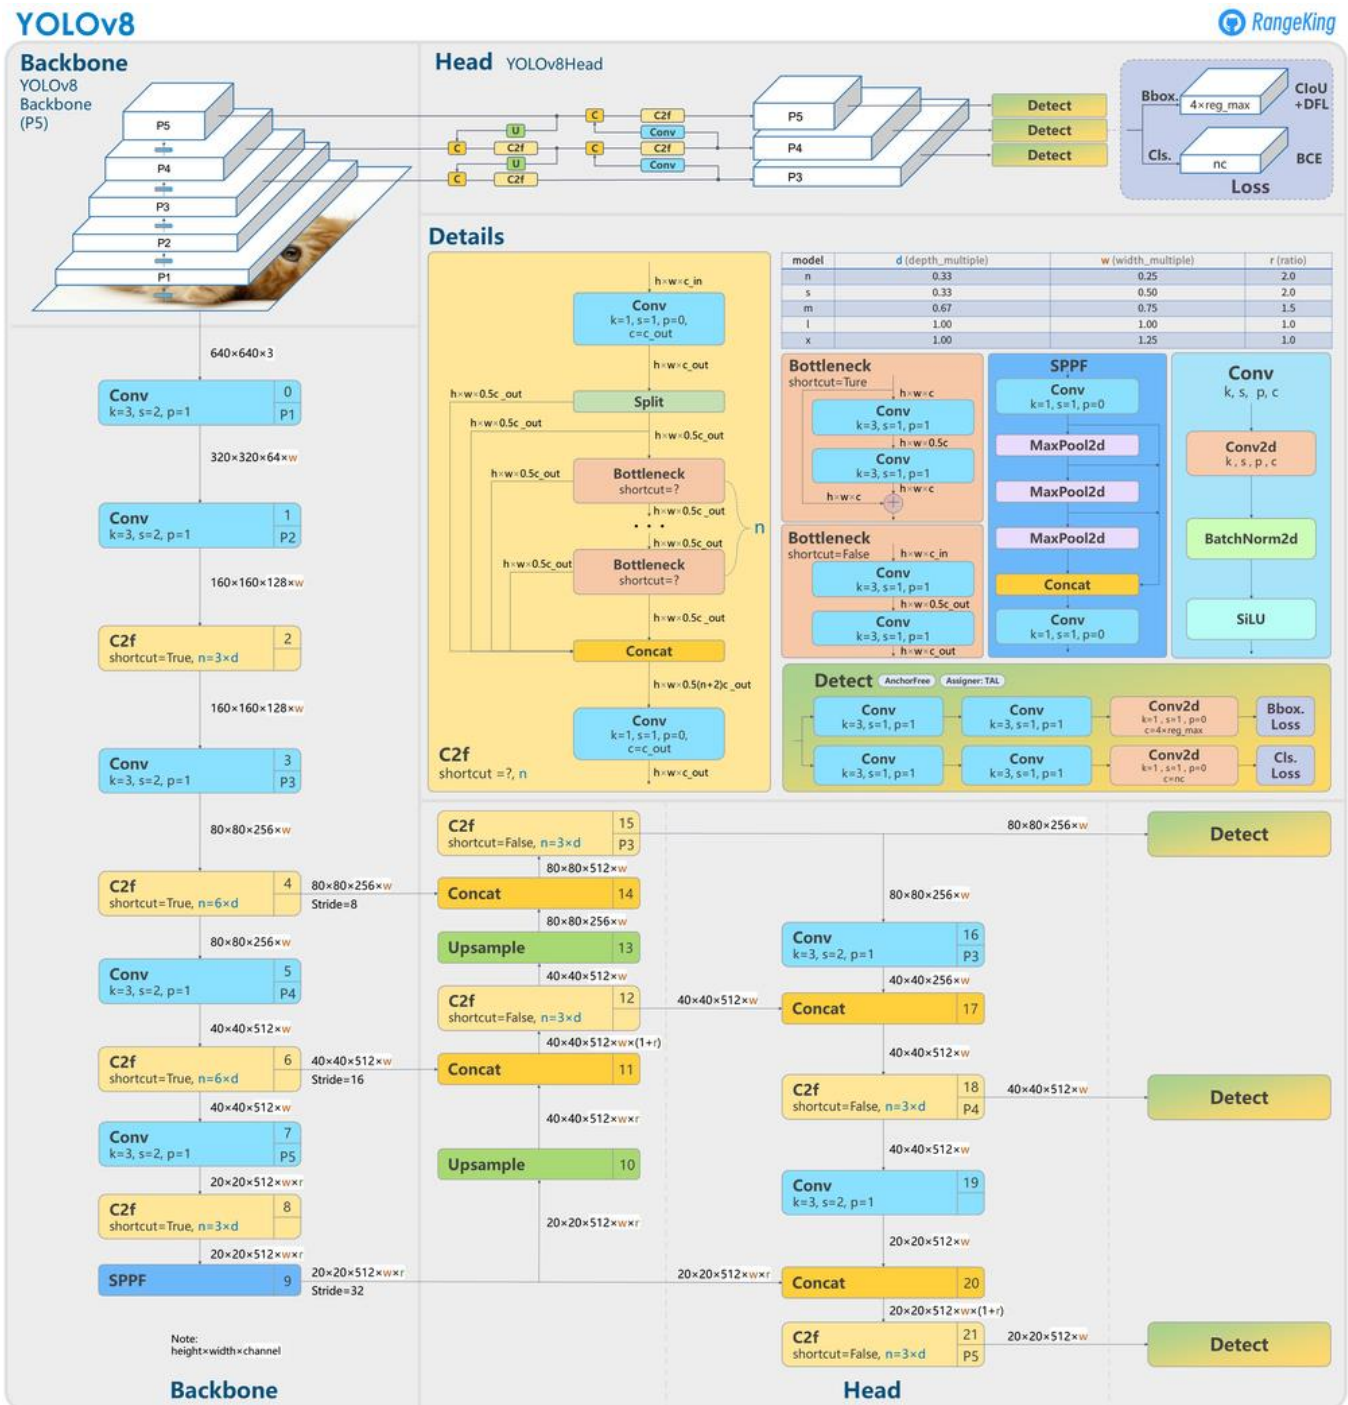 YOLOv8
RangeKing
Backbone
YOLOv8
Backbone
(P5)
P5
P4
P3
P2
P1
Head YOLOv8Head
C
C2f
U
Conv
C
C2f
C
C2f
U
Conv
C
C2f
P5
P4
P3
Detect
Detect
Detect
Bbox.
4×reg_max
CIoU
+DFL
Cls.
nc
BCE
Loss
Details
h×w×c_in
Conv
k=1, s=1, p=0,
c=c_out
h×w×c_out
h×w×0.5c_out
Split
h×w×0.5c_out
h×w×0.5c_out
h×w×0.5c_out
Bottleneck
shortcut=?
h×w×0.5c_out
· · ·
n
h×w×0.5c_out
h×w×0.5c_out
Bottleneck
shortcut=?
h×w×0.5c_out
Concat
h×w×0.5(n+2)c_out
Conv
k=1, s=1, p=0,
c=c_out
C2f
shortcut =?, n
h×w×c_out
model d (depth_multiple) w (width_multiple) r (ratio)
n 0.33 0.25 2.0
s 0.33 0.50 2.0
m 0.67 0.75 1.5
l 1.00 1.00 1.0
x 1.00 1.25 1.0
Bottleneck
shortcut=Ture
h×w×c
Conv
k=3, s=1, p=1
h×w×0.5c
Conv
k=3, s=1, p=1
h×w×c
h×w×c
+
Bottleneck
shortcut=False
h×w×c_in
Conv
k=3, s=1, p=1
h×w×0.5c_out
Conv
k=3, s=1, p=1
h×w×c_out
SPPF
Conv
k=1, s=1, p=0
MaxPool2d
MaxPool2d
MaxPool2d
Concat
Conv
k=1, s=1, p=0
Conv
k, s, p, c
Conv2d
k, s, p, c
BatchNorm2d
SiLU
Detect AnchorFree Assigner: TAL
Conv
k=3, s=1, p=1
Conv
k=3, s=1, p=1
Conv2d
k=1, s=1, p=0
c=4×reg_max
Bbox.
Loss
Conv
k=3, s=1, p=1
Conv
k=3, s=1, p=1
Conv2d
k=1, s=1, p=0
c=nc
Cls.
Loss
640×640×3
Conv
k=3, s=2, p=1
0
P1
320×320×64×w
Conv
k=3, s=2, p=1
1
P2
160×160×128×w
C2f
shortcut=True, n=3×d
2
160×160×128×w
Conv
k=3, s=2, p=1
3
P3
80×80×256×w
C2f
shortcut=True, n=6×d
4
80×80×256×w
Stride=8
80×80×256×w
Conv
k=3, s=2, p=1
5
P4
40×40×512×w
C2f
shortcut=True, n=6×d
6
40×40×512×w
Stride=16
40×40×512×w
Conv
k=3, s=2, p=1
7
P5
20×20×512×w×r
C2f
shortcut=True, n=3×d
8
20×20×512×w×r
SPPF
9
20×20×512×w×r
Stride=32
Note:
height×width×channel
Backbone
C2f
shortcut=False, n=3×d
15
P3
80×80×512×w
Concat
14
80×80×256×w
Upsample
13
40×40×512×w
C2f
shortcut=False, n=3×d
12
40×40×512×w
40×40×512×w×(1+r)
Concat
11
40×40×512×w×r
Upsample
10
20×20×512×w×r
20×20×512×w×r
80×80×256×w
Detect
80×80×256×w
Conv
k=3, s=2, p=1
16
P3
40×40×256×w
Concat
17
40×40×512×w
C2f
shortcut=False, n=3×d
18
P4
40×40×512×w
Detect
40×40×512×w
Conv
k=3, s=2, p=1
19
20×20×512×w
Concat
20
20×20×512×w×(1+r)
C2f
shortcut=False, n=3×d
21
P5
20×20×512×w
Detect
Head